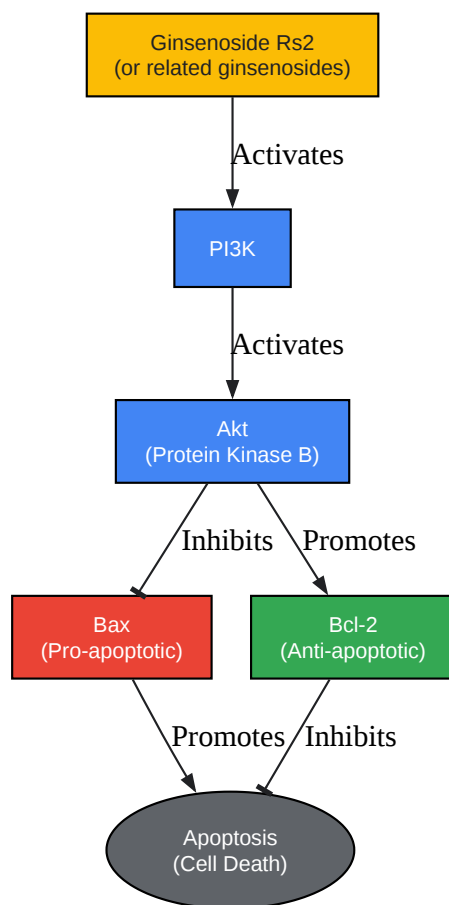 Ginsenoside Rs2
(or related ginsenosides)
Activates
PI3K
Activates
Akt
(Protein Kinase B)
Inhibits
Promotes
Bax
(Pro-apoptotic)
Bcl-2
(Anti-apoptotic)
Promotes
Inhibits
Apoptosis
(Cell Death)